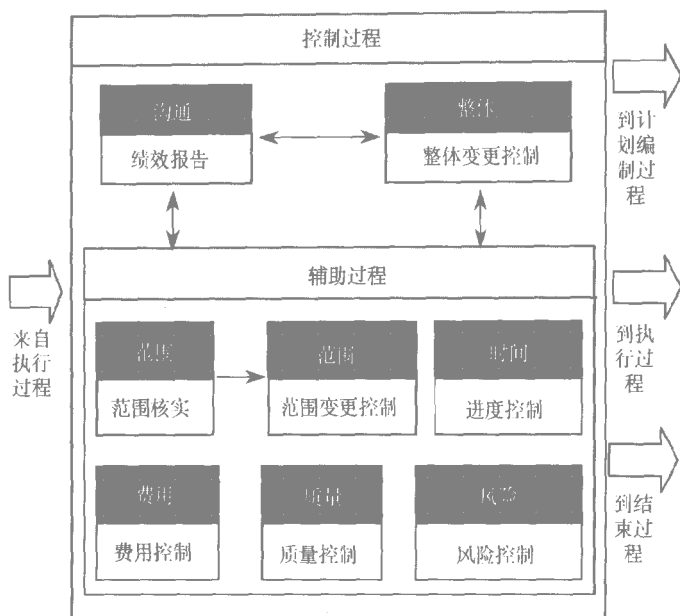 控制过程
沟通
绩效报告
整体
整体变更控制
到计
划编
制过
程
辅助过程
来自
执行
过程
范围
范围核实
范围
范围变更控制
时间
进度控制
到执
行过
程
费用
费用控制
质量
质量控制
风险
风险控制
到结
束过
程